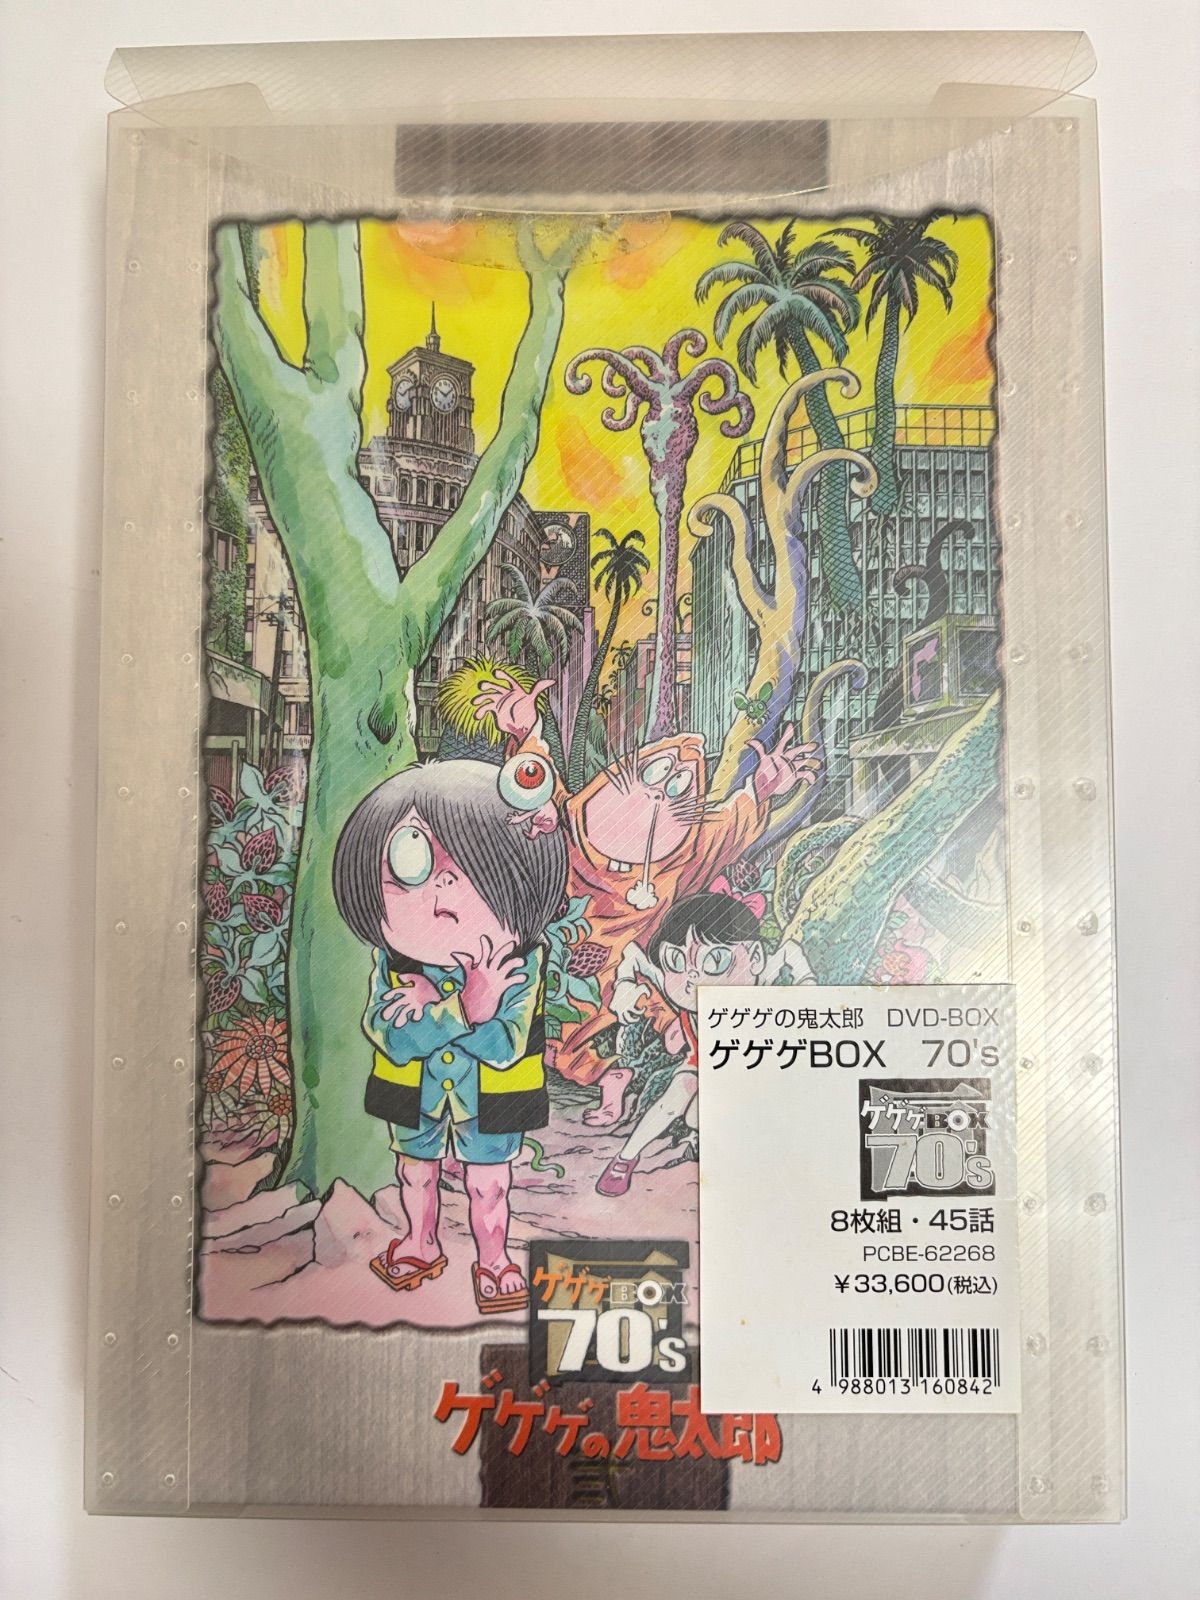 ゲゲゲの鬼太郎 DVD-BOX
ゲゲゲBOX 70's
ゲゲゲBOX
70's
8枚組・45話
PCBE-62268
¥33,600(税込)
4 988013 160842
ゲゲゲBOX
70's
ゲゲゲの鬼太郎